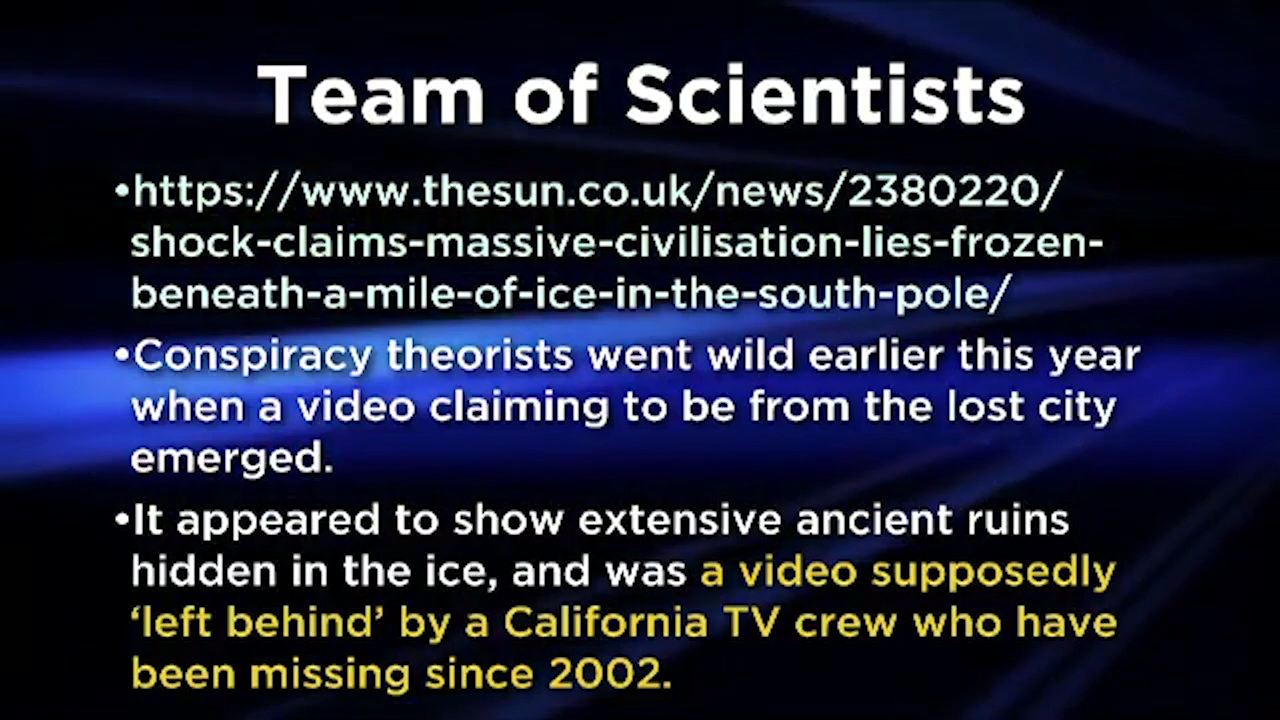 Team of Scientists
•https://www.thesun.co.uk/news/2380220/
shock-claims-massive-civilisation-lies-frozen-
beneath-a-mile-of-ice-in-the-south-pole/
•Conspiracy theorists went wild earlier this year
when a video claiming to be from the lost city
emerged.
•It appeared to show extensive ancient ruins
hidden in the ice, and was a video supposedly
‘left behind’ by a California TV crew who have
been missing since 2002.